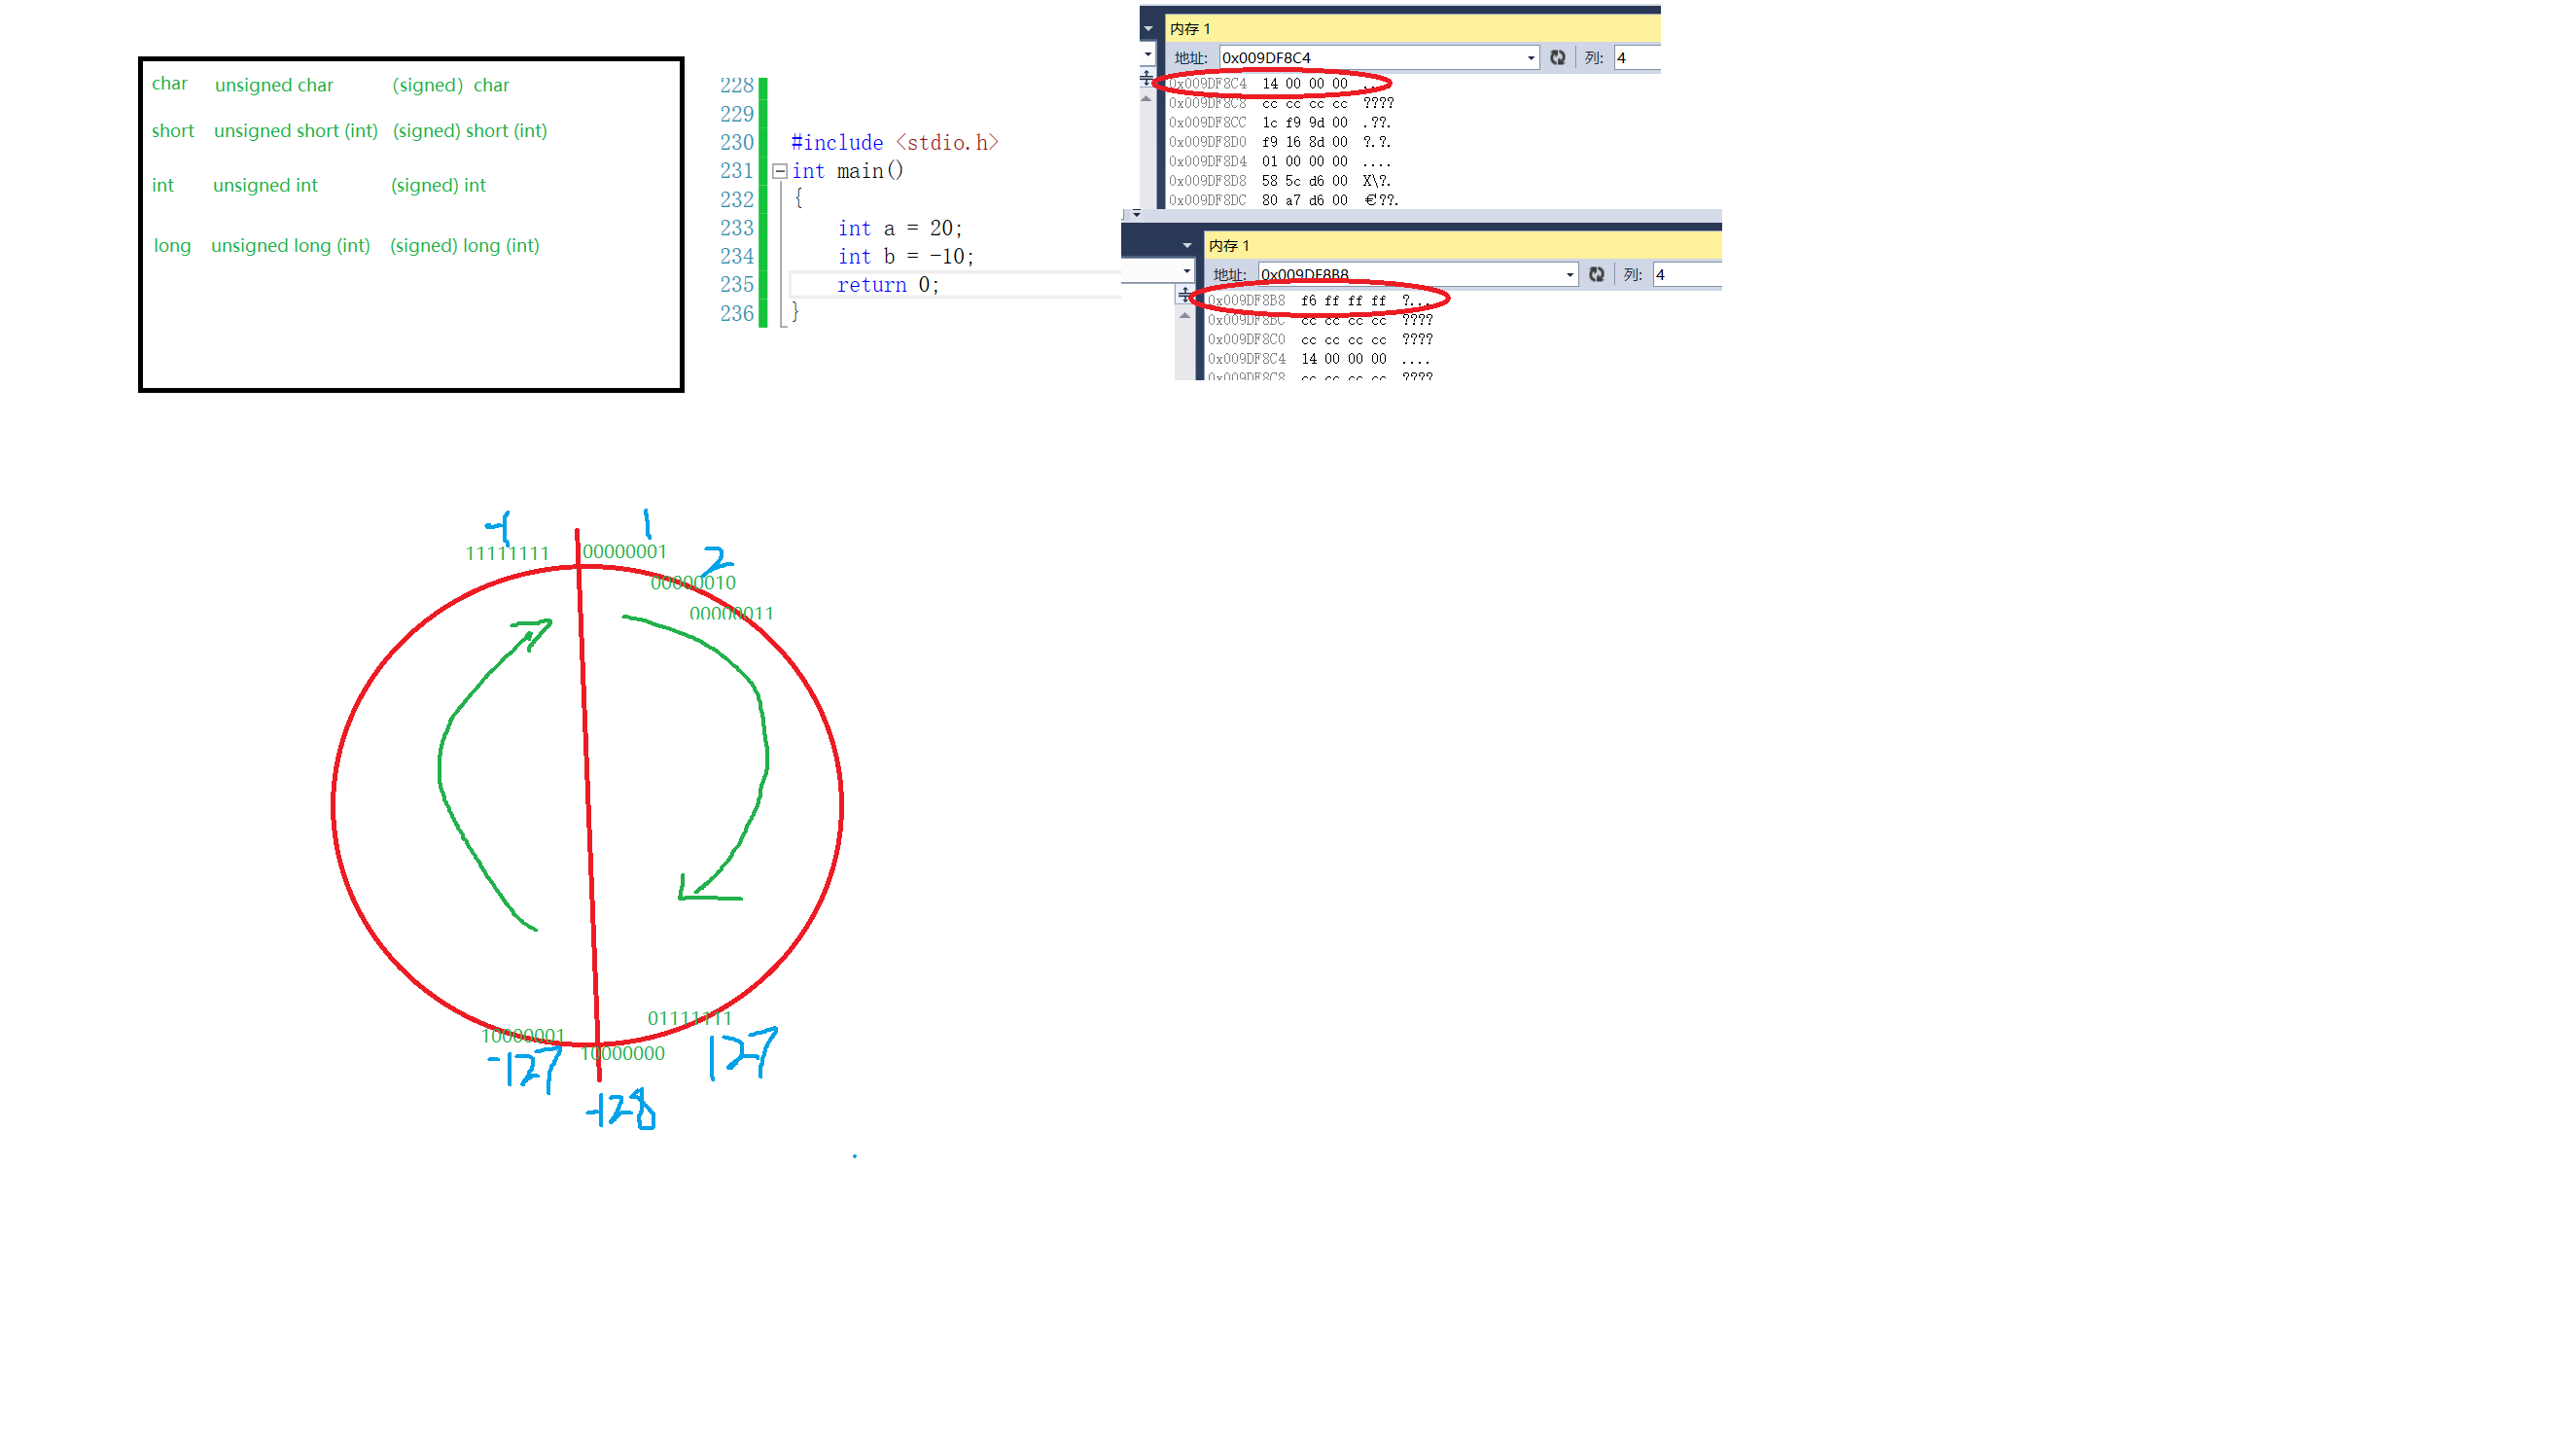 char unsigned char (signed) char
short unsigned short (int) (signed) short (int)
int unsigned int (signed) int
long unsigned long (int) (signed) long (int)
228
229
230 #include <stdio.h>
231 int main()
232 {
233 int a = 20;
234 int b = -10;
235 return 0;
236 }
内存 1
地址: 0x009DF8C4 列: 4
0x009DF8C4 14 00 00 00 ....
0x009DF8C8 cc cc cc cc ????
0x009DF8CC 1c f9 9d 00 .??.
0x009DF8D0 f9 16 8d 00 ?.?.
0x009DF8D4 01 00 00 00 ....
0x009DF8D8 58 5c d6 00 X\?.
0x009DF8DC 80 a7 d6 00 €??.
内存 1
地址: 0x009DF8B8 列: 4
0x009DF8B8 f6 ff ff ff ?...
0x009DF8BC cc cc cc cc ????
0x009DF8C0 cc cc cc cc ????
0x009DF8C4 14 00 00 00 ....
0x009DF8C8 cc cc cc cc ????
-1 1
11111111 00000001
2
00000010
00000011
01111111
10000001
10000000
-127 127
-128